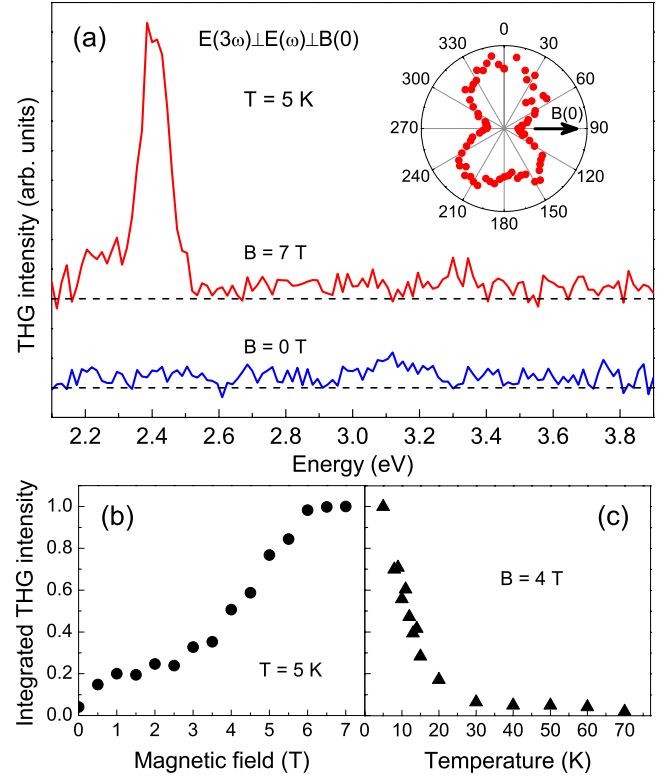 (a)
E(3ω)⊥E(ω)⊥B(0)
T = 5 K
0
30
60
90
120
150
180
210
240
270
300
330
B(0)
B = 7 T
B = 0 T
THG intensity (arb. units)
2.2 2.4 2.6 2.8 3.0 3.2 3.4 3.6 3.8
Energy (eV)
Integrated THG intensity
1.0
0.8
0.6
0.4
0.2
0.0
(b)
T = 5 K
0 1 2 3 4 5 6 7
Magnetic field (T)
(c)
B = 4 T
10 20 30 40 50 60 70
Temperature (K)